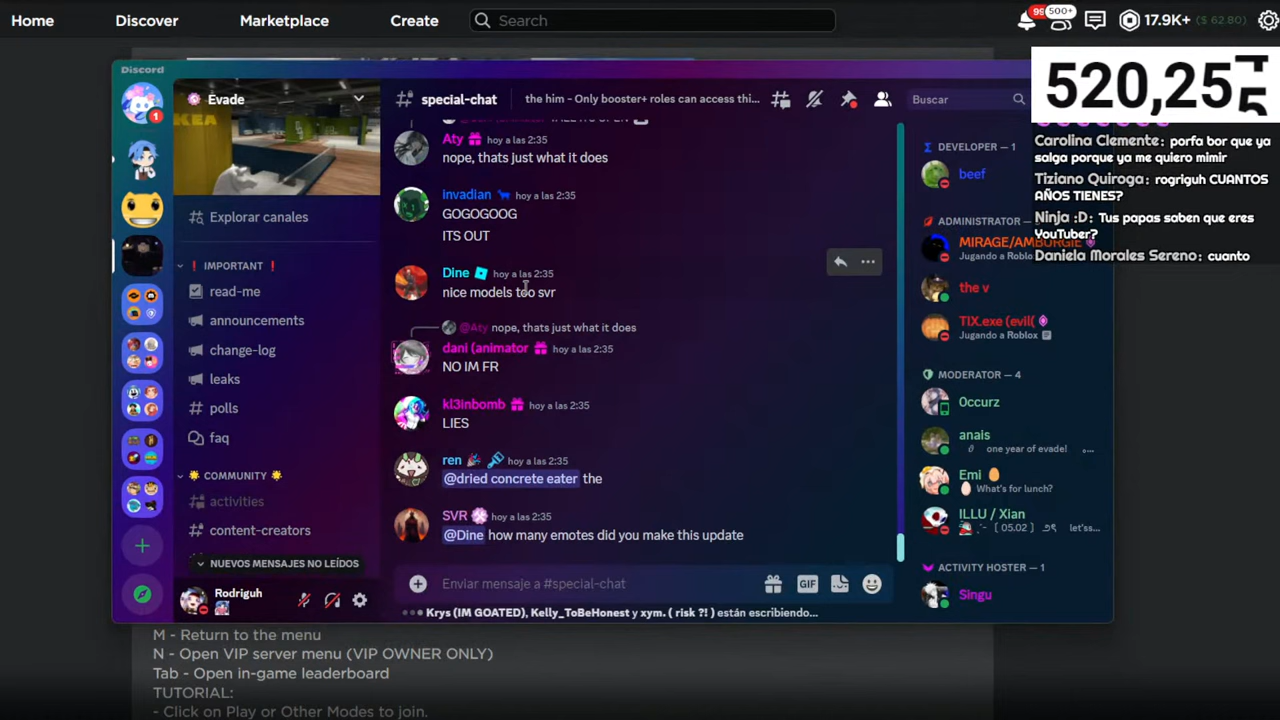 Home
Discover
Marketplace
Create
Search
99
500+
17.9K+
($ 62.80)
Discord
520,25
Evade
special-chat
the him - Only booster+ roles can access thi...
Buscar
Carolina Clemente: porfa bor que ya
salga porque ya me quiero mimir
Tiziano Quiroga: rogriguh CUANTOS
AÑOS TIENES?
Ninja :D: Tus papas saben que eres
YouTuber?
Daniela Morales Sereno: cuanto
1
IKEA
Explorar canales
IMPORTANT
read-me
announcements
change-log
leaks
polls
faq
COMMUNITY
activities
content-creators
NUEVOS MENSAJES NO LEÍDOS
Rodriguh
Aty hoy a las 2:35
nope, thats just what it does
invadian hoy a las 2:35
GOGOGOOG
ITS OUT
Dine hoy a las 2:35
nice models too svr
@Aty nope, thats just what it does
dani (animator hoy a las 2:35
NO IM FR
kl3inbomb hoy a las 2:35
LIES
ren hoy a las 2:35
@dried concrete eater the
SVR hoy a las 2:35
@Dine how many emotes did you make this update
Enviar mensaje a #special-chat
GIF
Krys (IM GOATED), Kelly_ToBeHonest y xym. ( risk ?! ) están escribiendo...
DEVELOPER — 1
beef
ADMINISTRATOR
MIRAGE/AMBURGIE
Jugando a Roblo
the v
TIX.exe (evil(
Jugando a Roblox
MODERATOR — 4
Occurz
anais
one year of evade! ...
Emi
What's for lunch?
ILLU / Xian
[ 05.02 ] let'ss...
ACTIVITY HOSTER — 1
Singu
M - Return to the menu
N - Open VIP server menu (VIP OWNER ONLY)
Tab - Open in-game leaderboard
TUTORIAL:
- Click on Play or Other Modes to join.